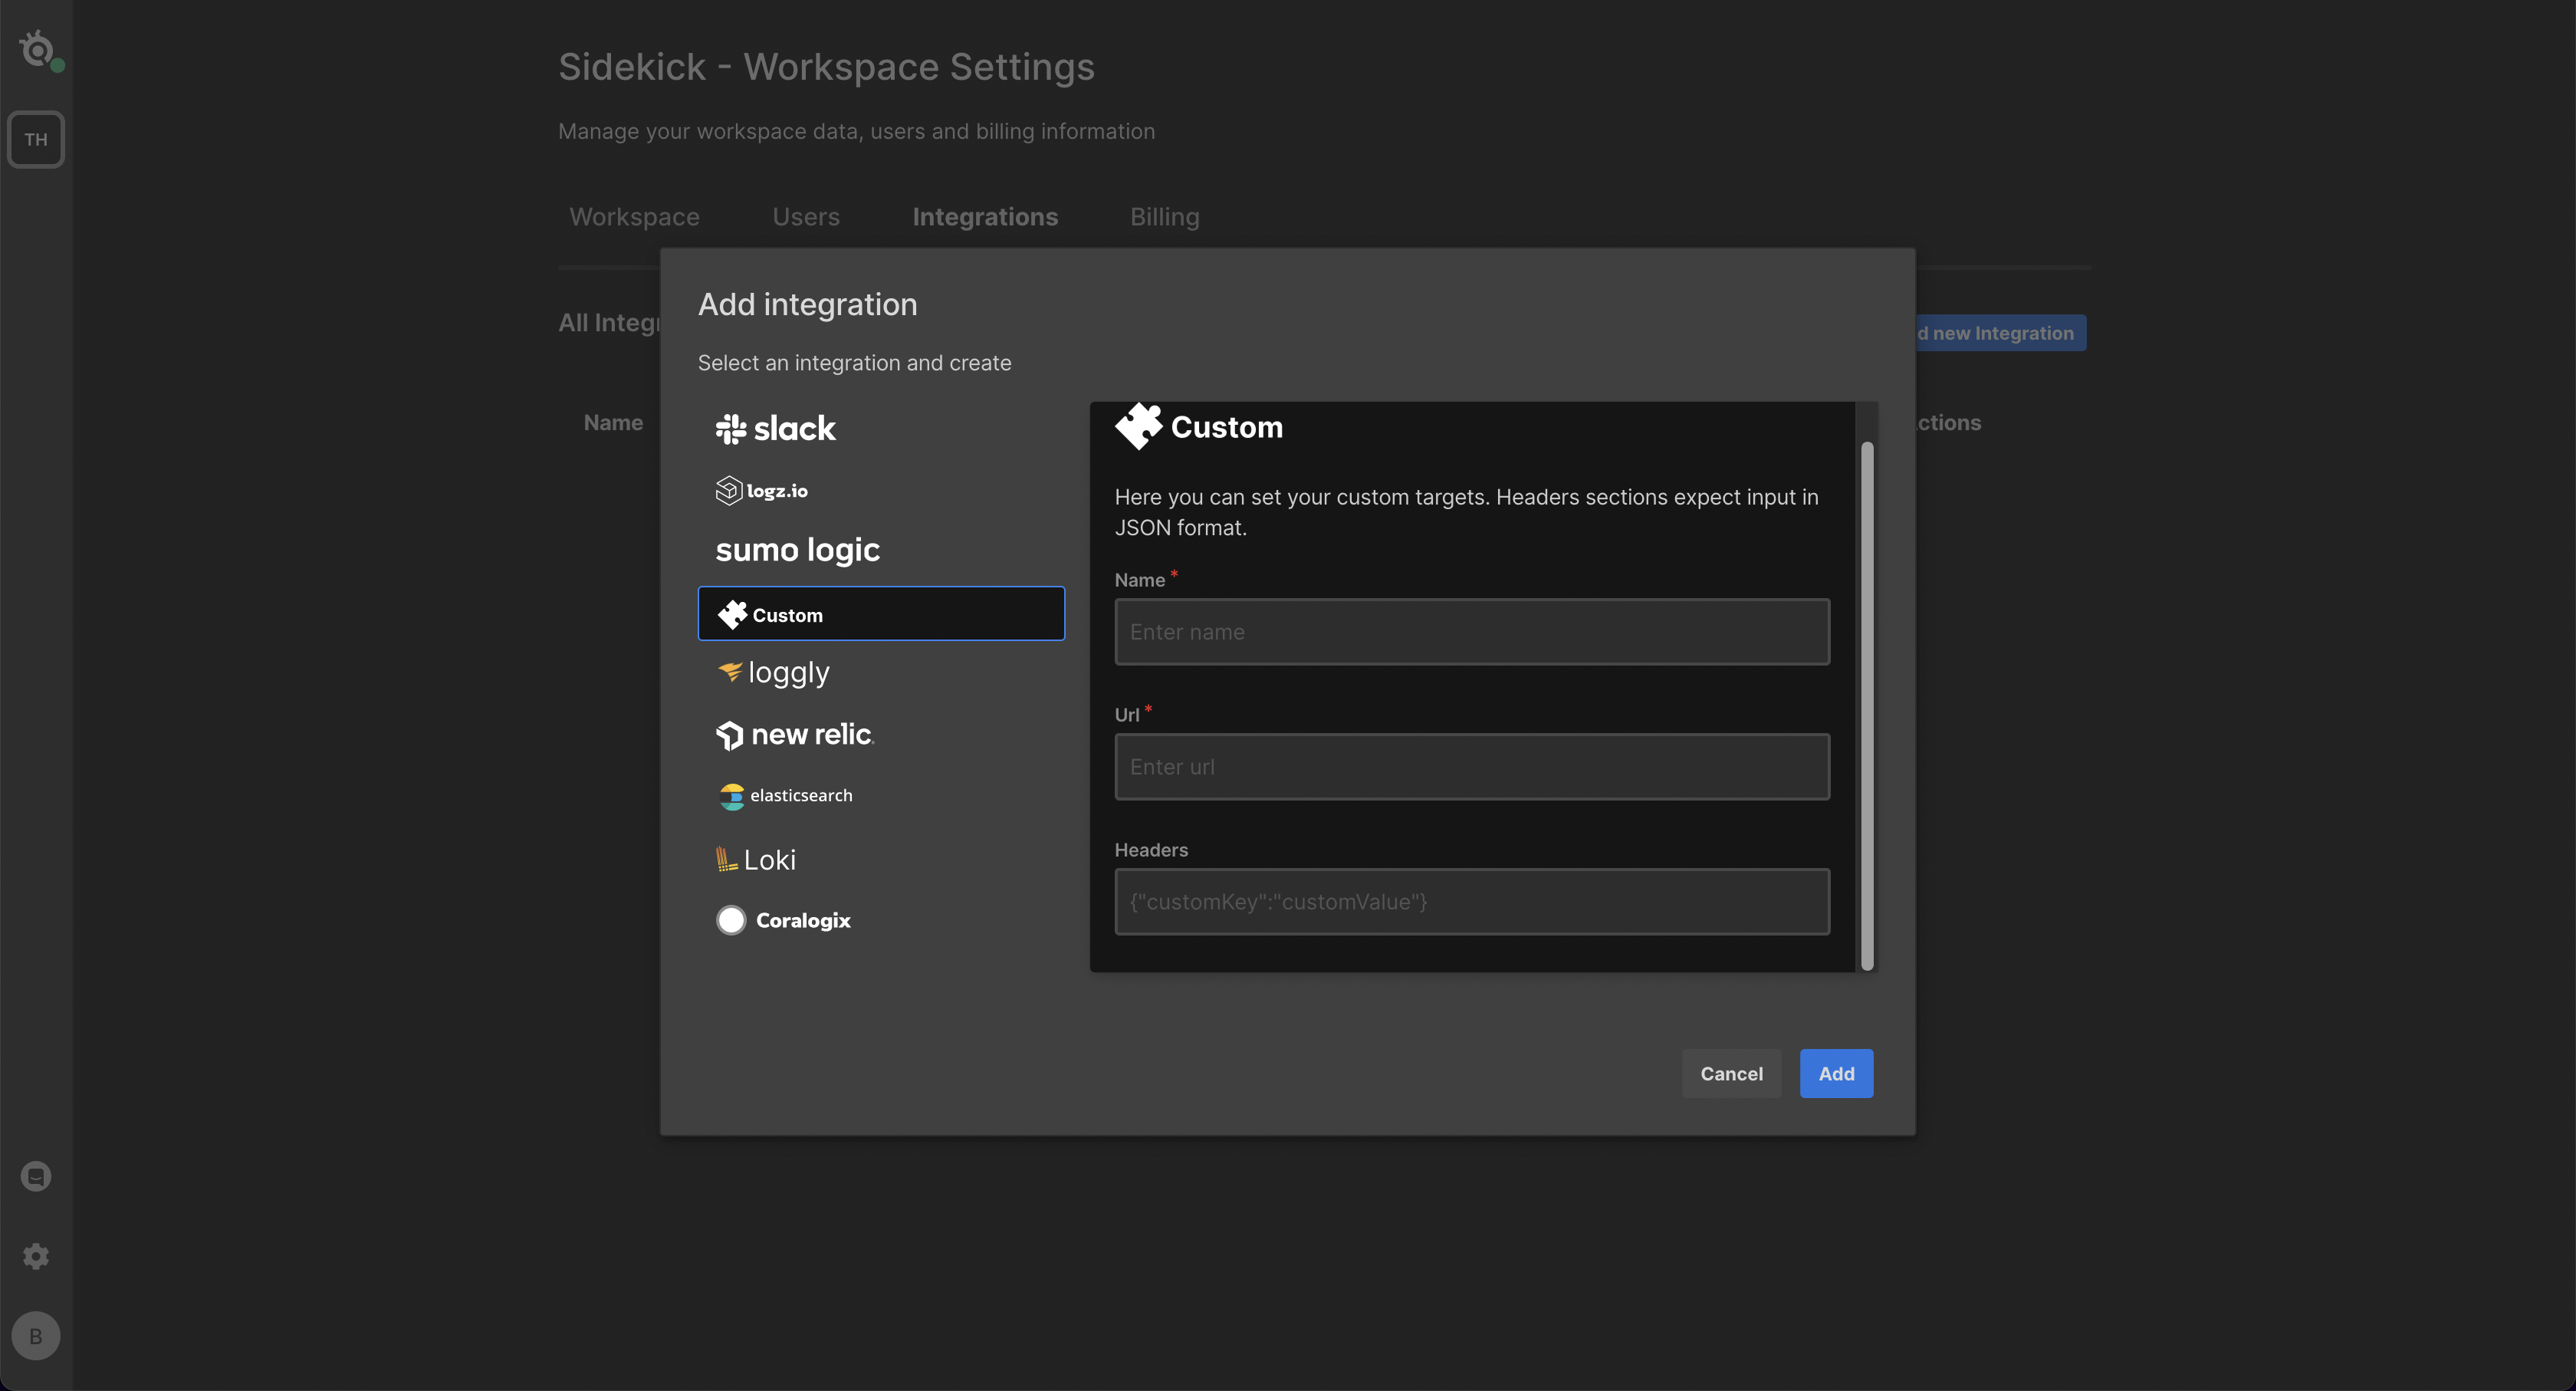 Sidekick - Workspace Settings
TH
Manage your workspace data, users and billing information
Workspace Users Integrations Billing
Add integration
All Integr
d new Integration
Select an integration and create
Name
ctions
slack
logz.io
sumo logic
Custom
loggly
new relic.
elasticsearch
Loki
Coralogix
Custom
Here you can set your custom targets. Headers sections expect input in
JSON format.
Name *
Enter name
Url *
Enter url
Headers
{"customKey":"customValue"}
Cancel
Add
B